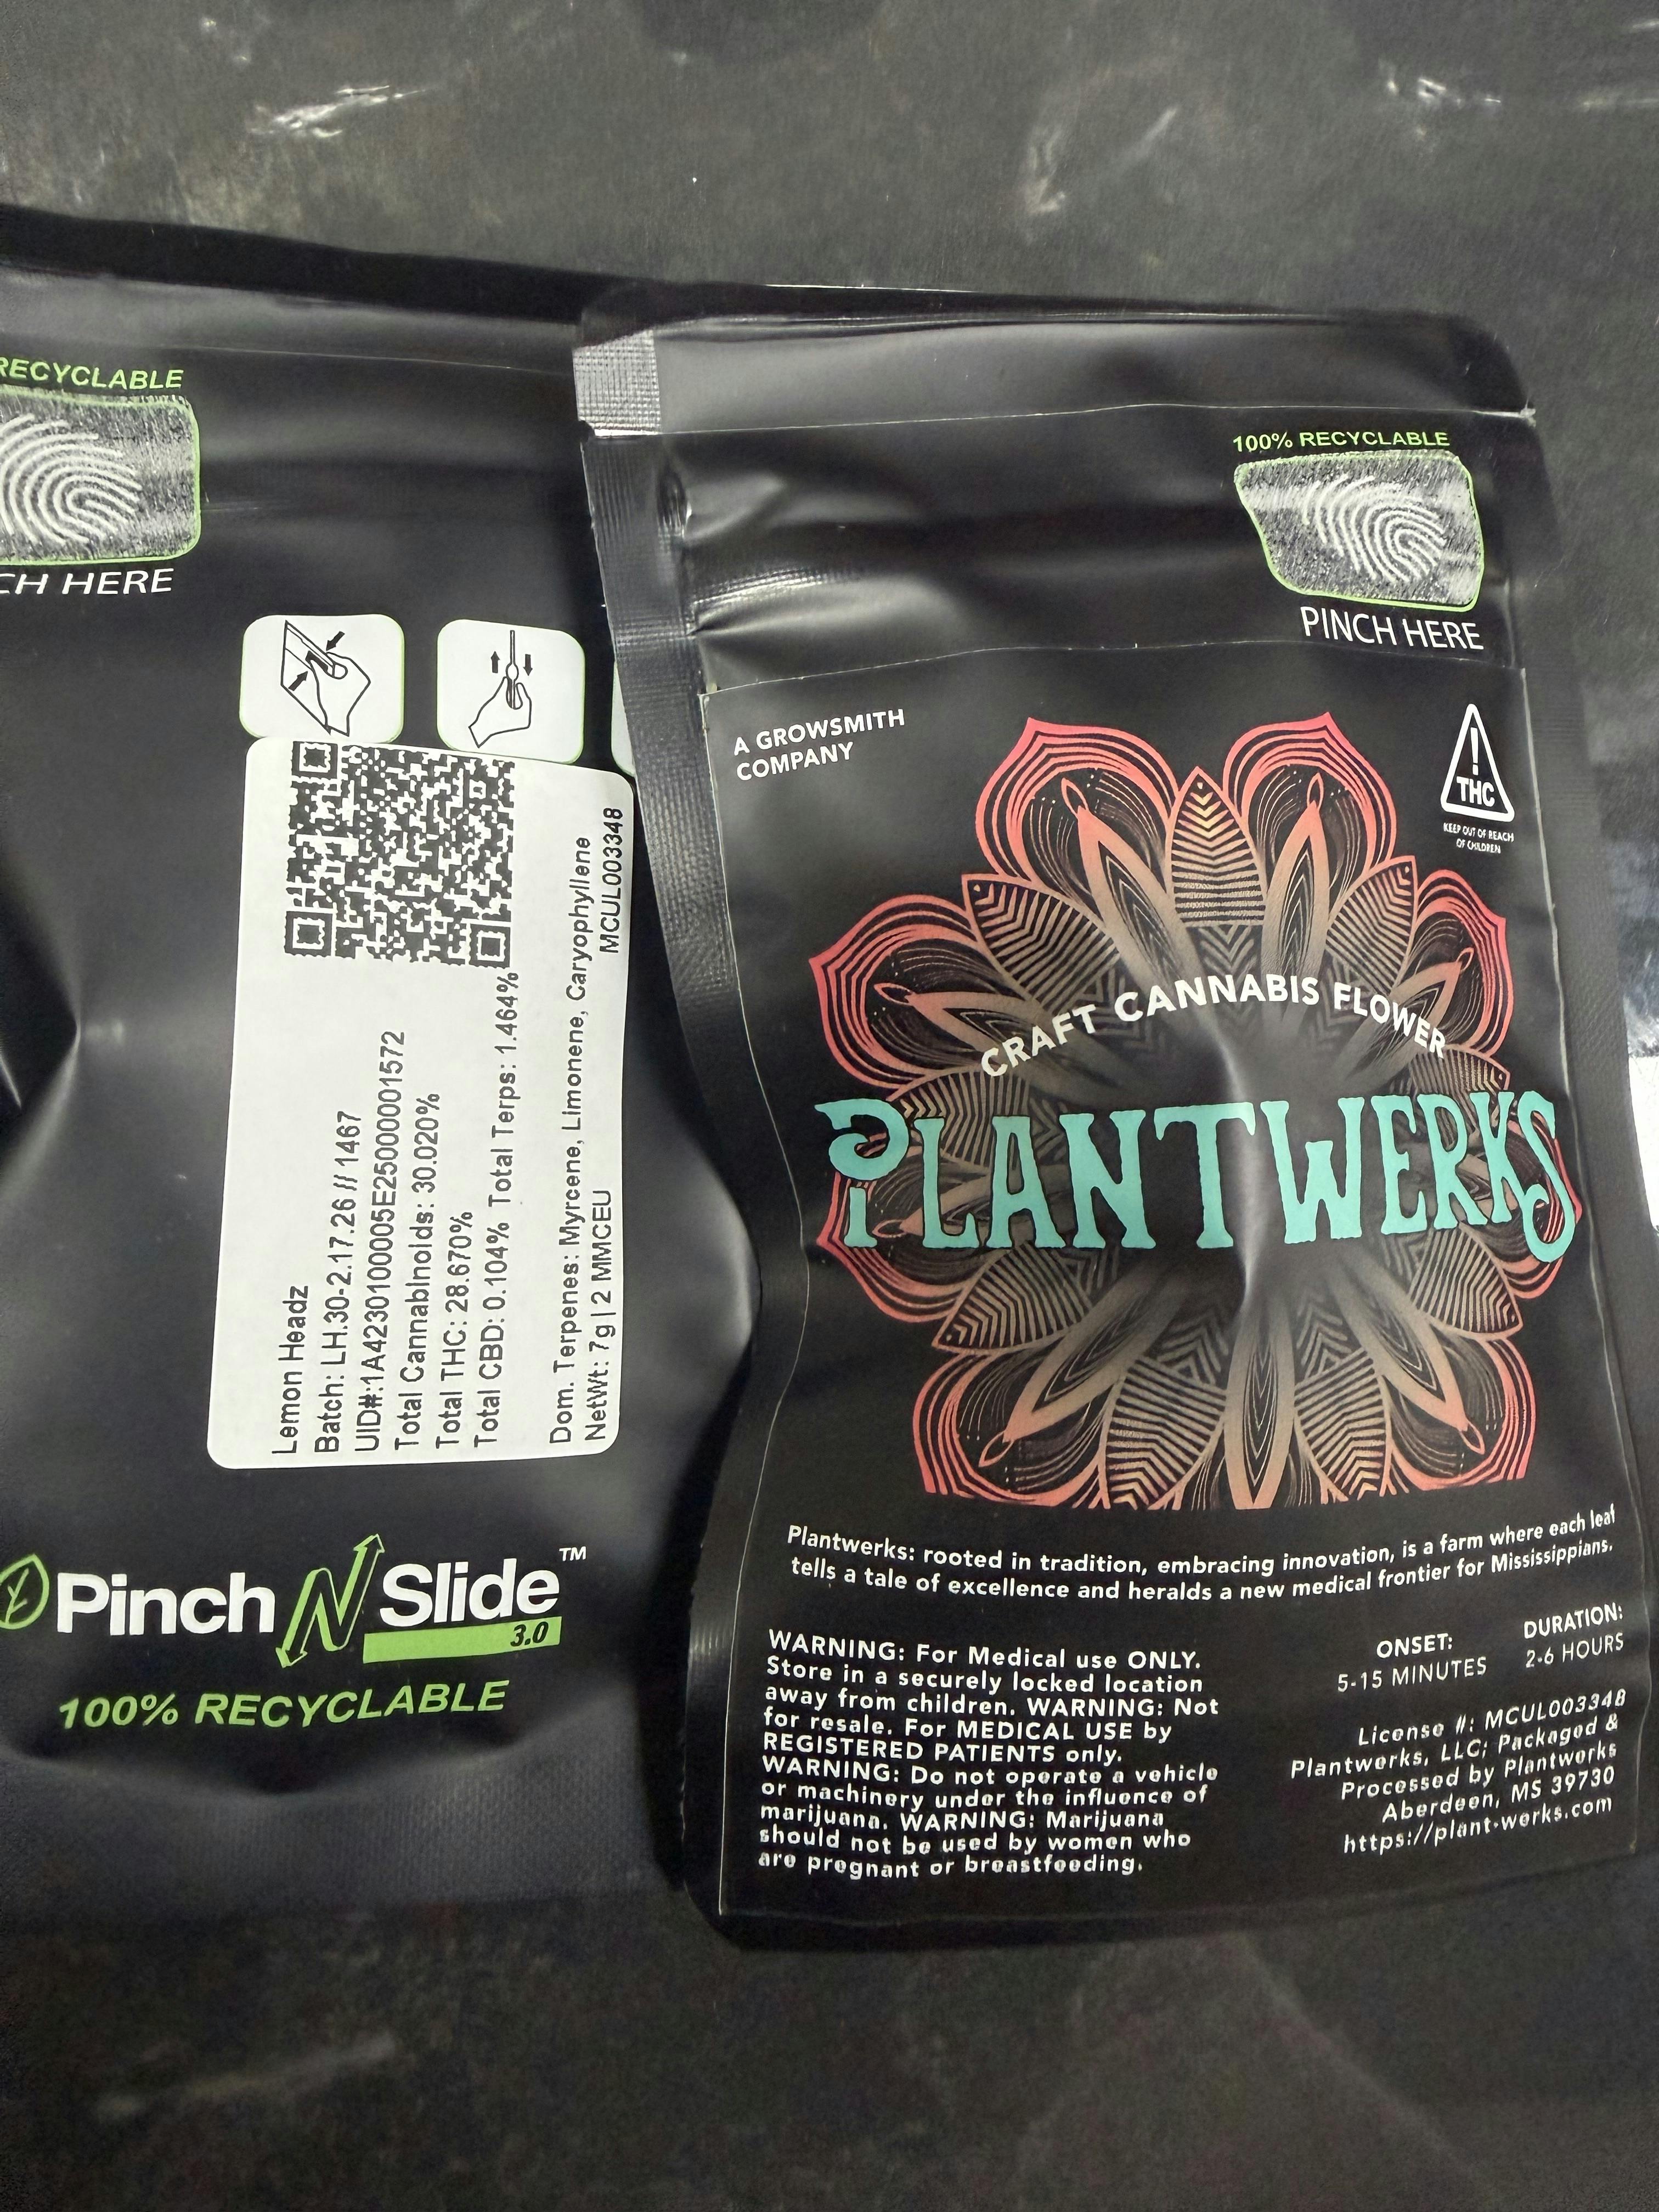 RECYCLABLE
CH HERE
Lemon Headz
Batch: LH.30-2.17.26 // 1467
UID#:1A4230100005E25000001572
Total Cannabinoids: 30.020%
Total THC: 28.670%
Total CBD: 0.104% Total Terps: 1.464%
Dom. Terpenes: Myrcene, Limonene, Caryophyllene
NetWt: 7g | 2 MMCEU MCUL003348
Pinch N Slide™
3.0
100% RECYCLABLE
100% RECYCLABLE
PINCH HERE
A GROWSMITH
COMPANY
!
THC
KEEP OUT OF REACH
OF CHILDREN
CRAFT CANNABIS FLOWER
PLANTWERKS
Plantwerks: rooted in tradition, embracing innovation, is a farm where each leaf
tells a tale of excellence and heralds a new medical frontier for Mississippians.
WARNING: For Medical use ONLY.
Store in a securely locked location
away from children. WARNING: Not
for resale. For MEDICAL USE by
REGISTERED PATIENTS only.
WARNING: Do not operate a vehicle
or machinery under the influence of
marijuana. WARNING: Marijuana
should not be used by women who
are pregnant or breastfeeding.
ONSET:
5-15 MINUTES
DURATION:
2-6 HOURS
License #: MCUL003348
Plantwerks, LLC; Packaged &
Processed by Plantwerks
Aberdeen, MS 39730
https://plant-werks.com